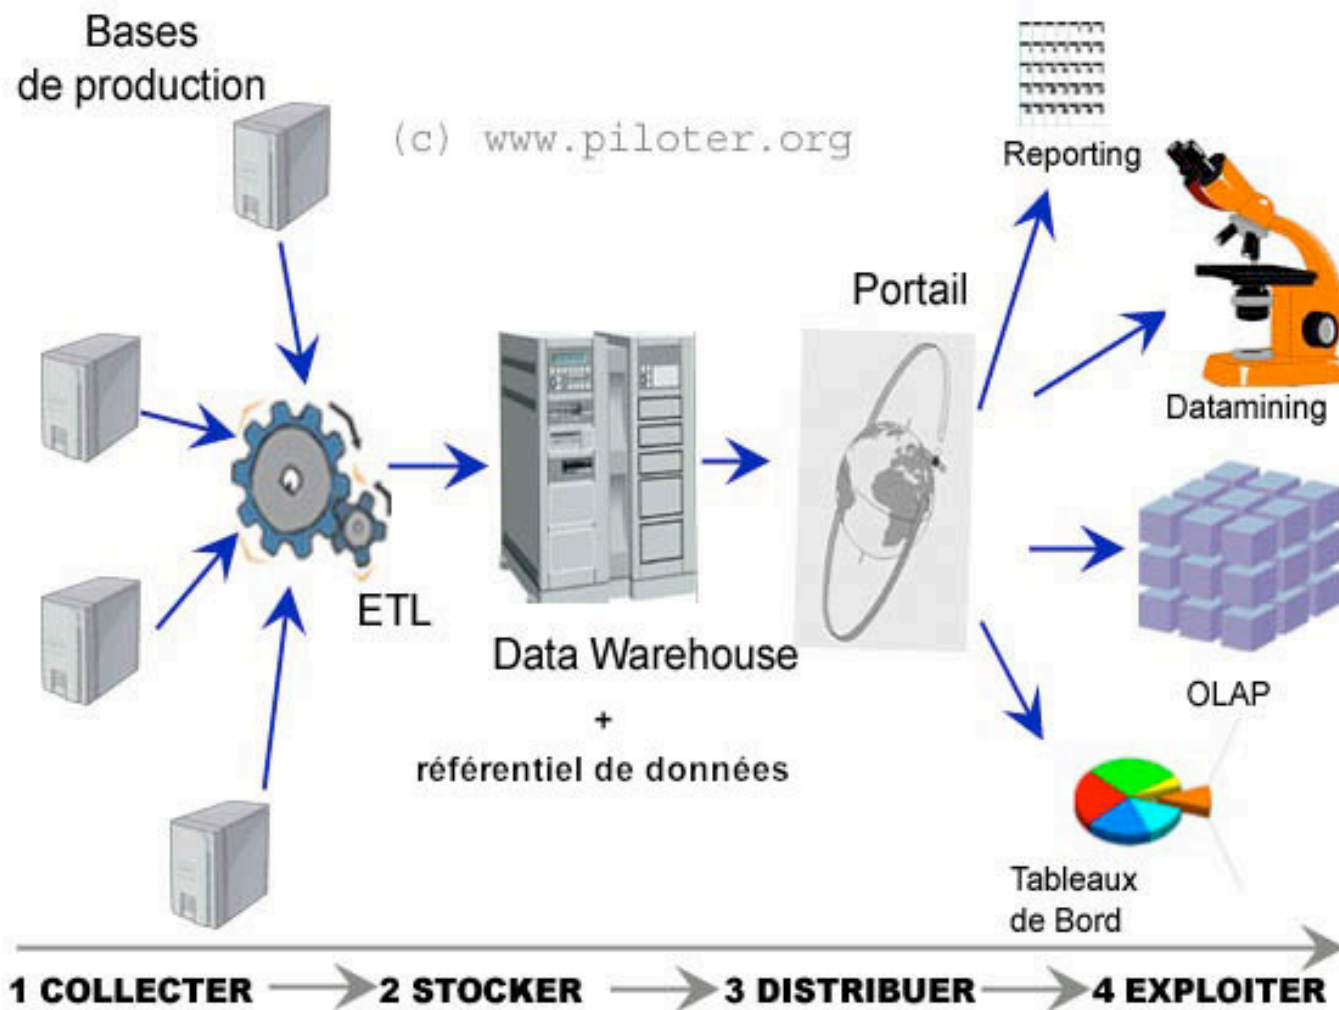 Bases
de production
(c) www.piloter.org
Reporting
Datamining
Portail
ETL
Data Warehouse
+
référentiel de données
OLAP
Tableaux
de Bord
1 COLLECTER
2 STOCKER
3 DISTRIBUER
4 EXPLOITER